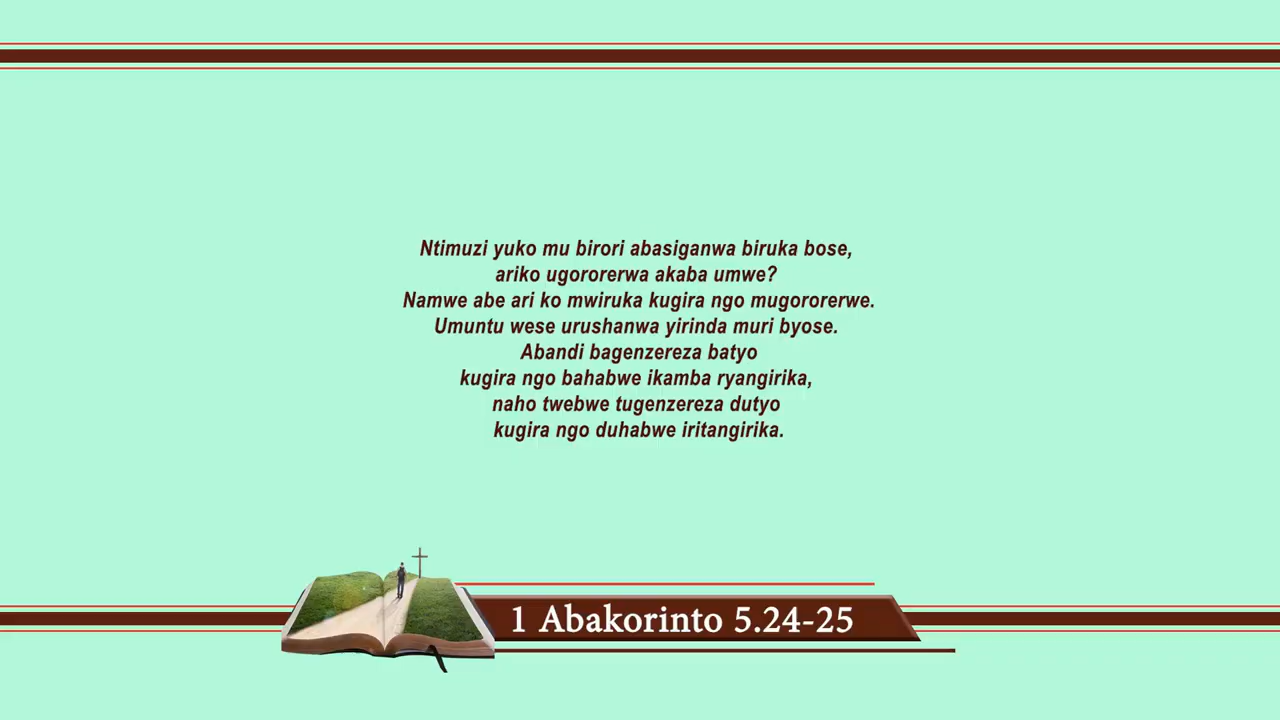 Ntimuzi yuko mu birori abasiganwa biruka bose,
ariko ugororerwa akaba umwe?
Namwe abe ari ko mwiruka kugira ngo mugororerwe.
Umuntu wese urushanwa yirinda muri byose.
Abandi bagenzereza batyo
kugira ngo bahabwe ikamba ryangirika,
naho twebwe tugenzereza dutyo
kugira ngo duhabwe iritangirika.
1 Abakorinto 5.24-25